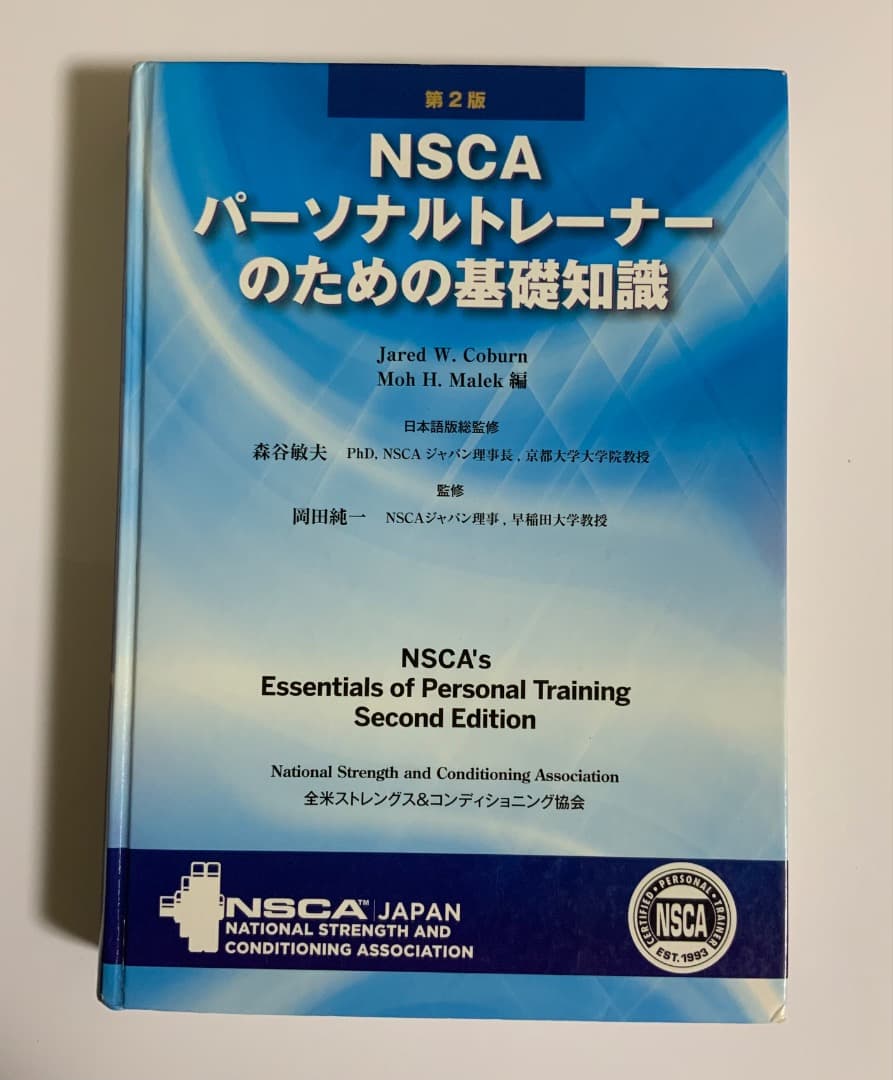 第2版
NSCA
パーソナルトレーナー
のための基礎知識
Jared W. Coburn
Moh H. Malek 編
日本語版総監修
森谷敏夫 PhD, NSCA ジャパン理事長, 京都大学大学院教授
監修
岡田純一 NSCAジャパン理事, 早稲田大学教授
NSCA's
Essentials of Personal Training
Second Edition
National Strength and Conditioning Association
全米ストレングス&コンディショニング協会
NSCA™ JAPAN
NATIONAL STRENGTH AND
CONDITIONING ASSOCIATION
CERTIFIED • PERSONAL • TRAINER
NSCA
EST. 1993